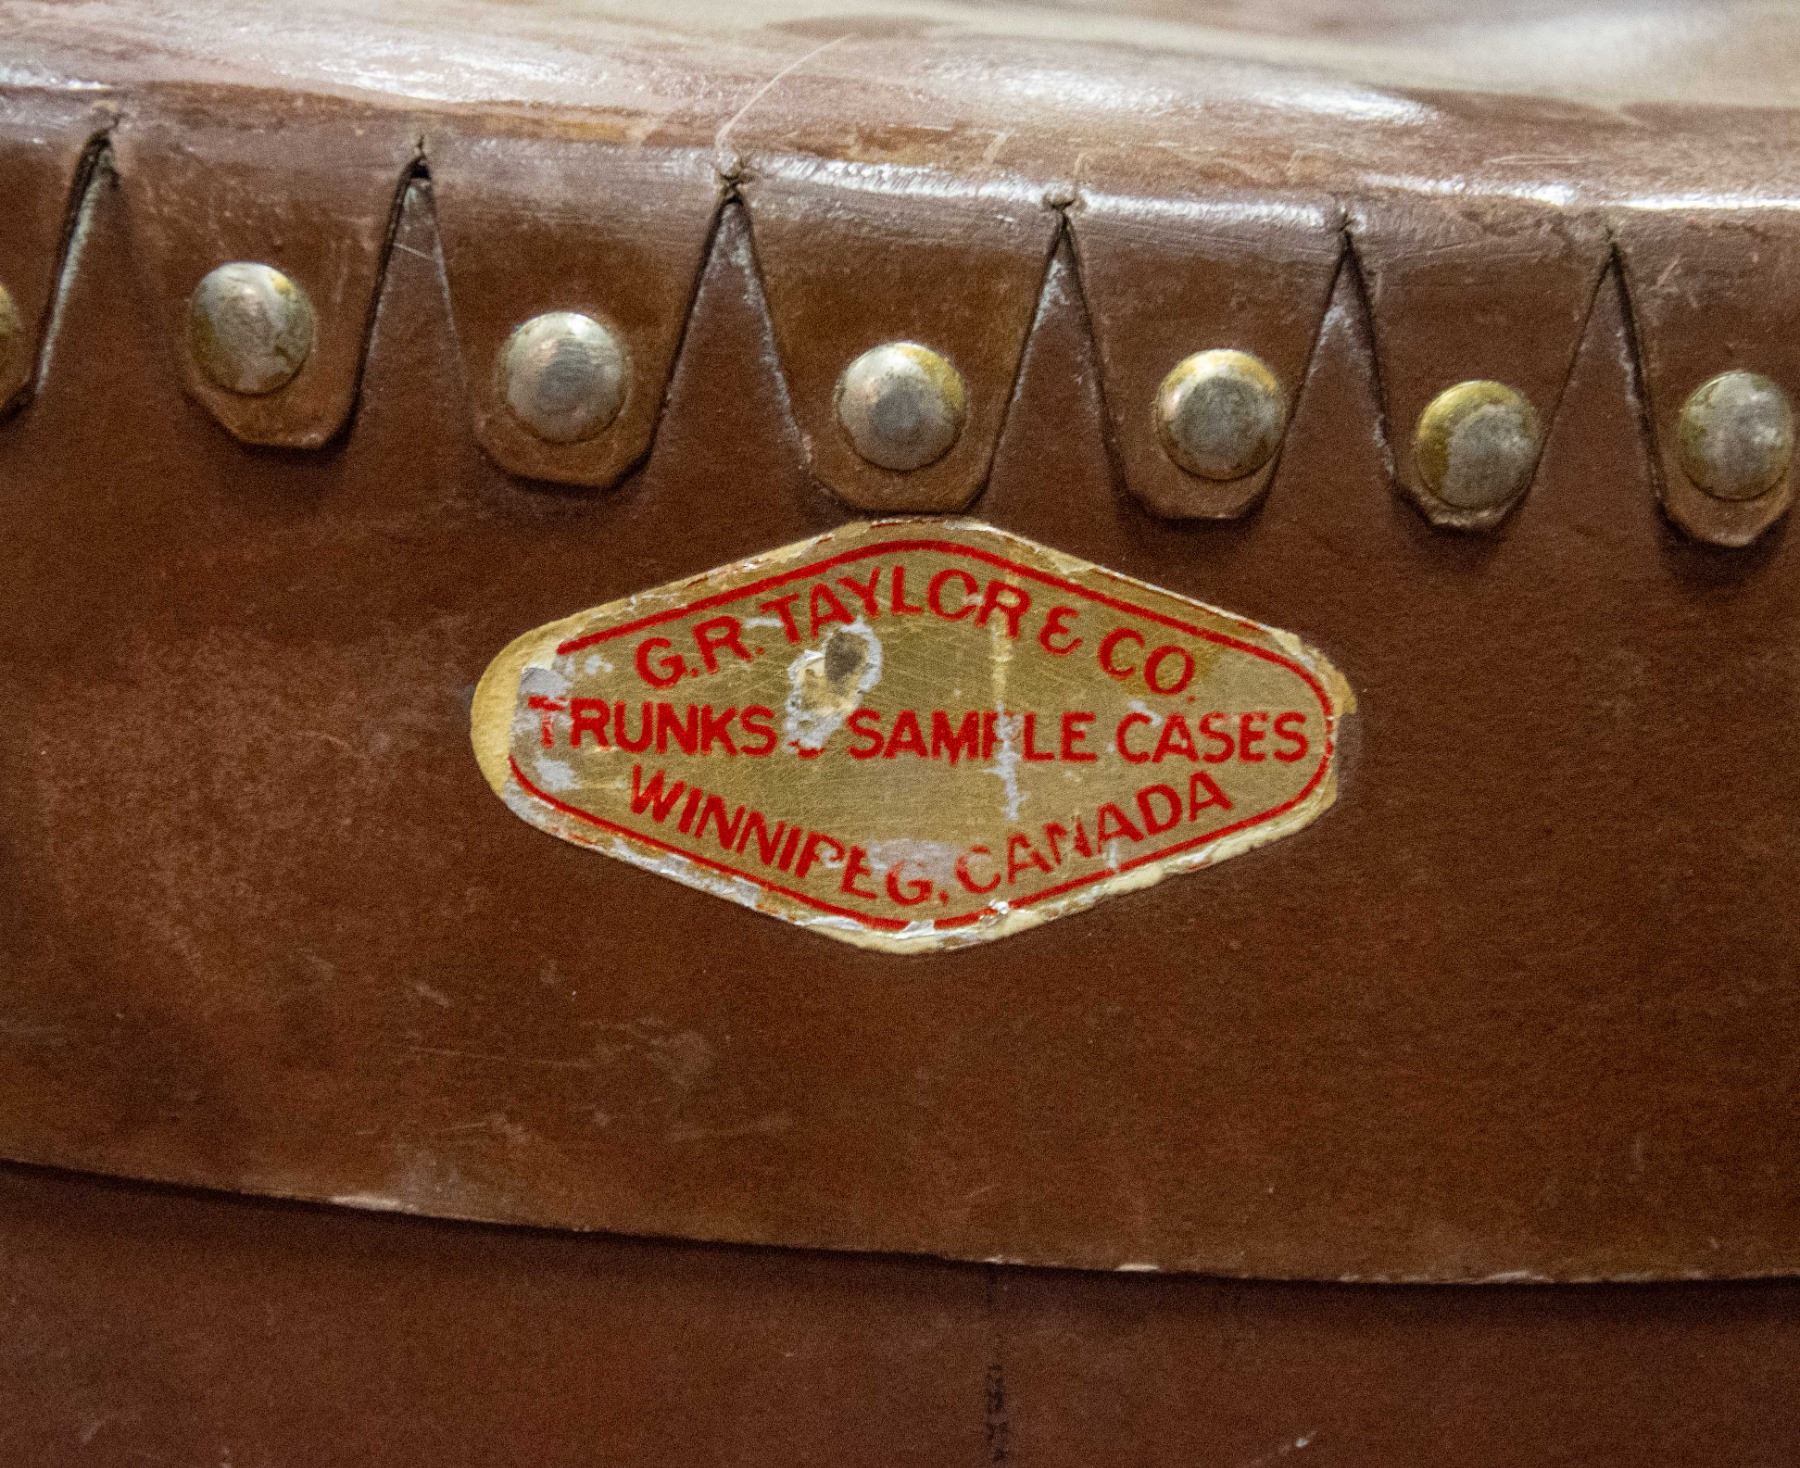 G.R. TAYLOR & CO.
TRUNKS & SAMPLE CASES
WINNIPEG, CANADA